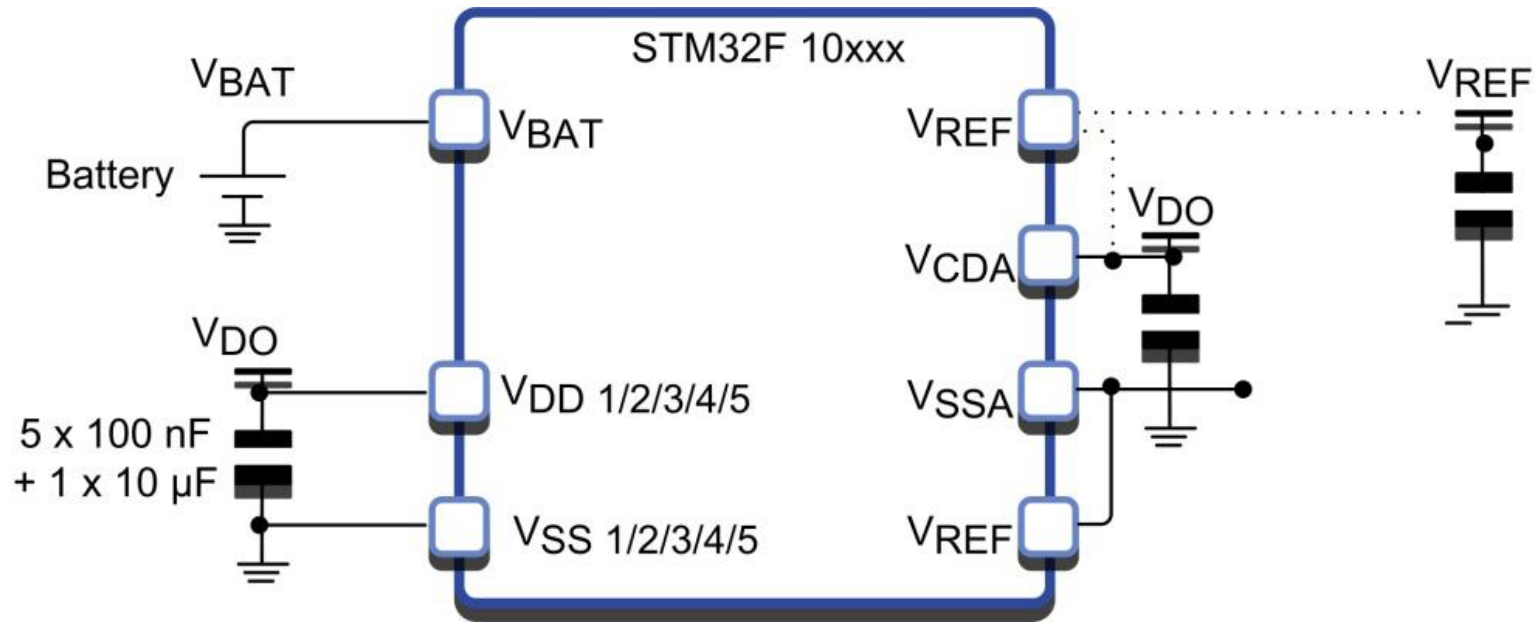 STM32F 10xxx
VBAT
VBAT
Battery
VREF
VREF
VDO
VCDA
VDO
VDD 1/2/3/4/5
5 x 100 nF
+ 1 x 10 µF
VSSA
VSS 1/2/3/4/5
VREF